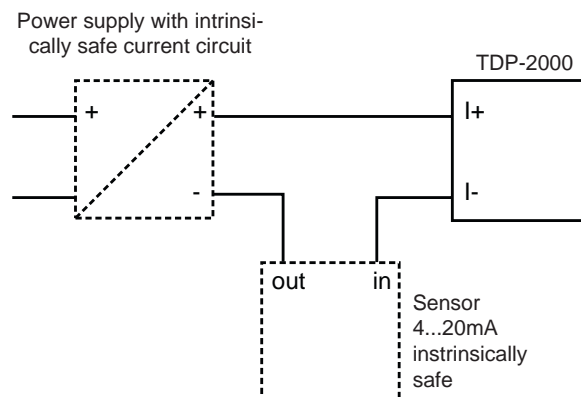 Power supply with intrinsi-
cally safe current circuit
TDP-2000
+
+
I+
-
I-
out
in
Sensor
4...20mA
instrinsically
safe